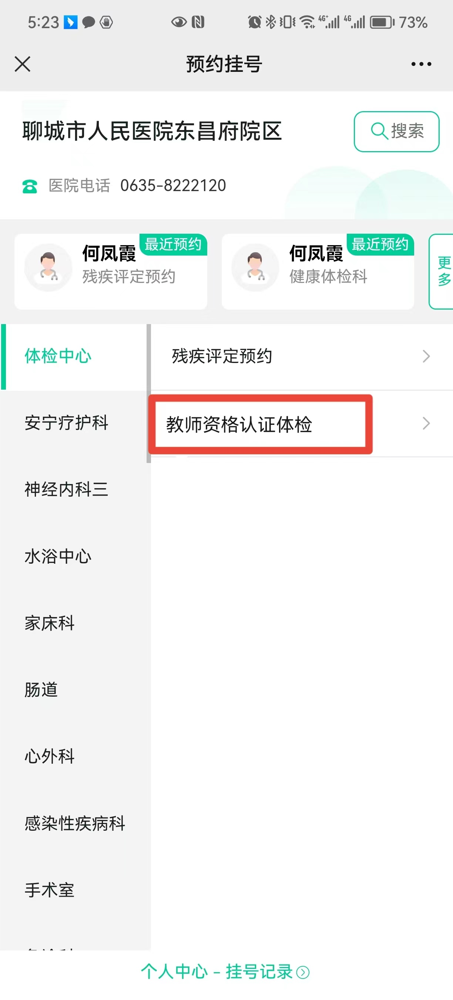 5:23 4G+ 4G 73%
预约挂号
聊城市人民医院东昌府院区
搜索
医院电话 0635-8222120
何凤霞 最近预约
残疾评定预约
何凤霞 最近预约
健康体检科
更多
体检中心
残疾评定预约
安宁疗护科
教师资格认证体检
神经内科三
水浴中心
家床科
肠道
心外科
感染性疾病科
手术室
个人中心 - 挂号记录